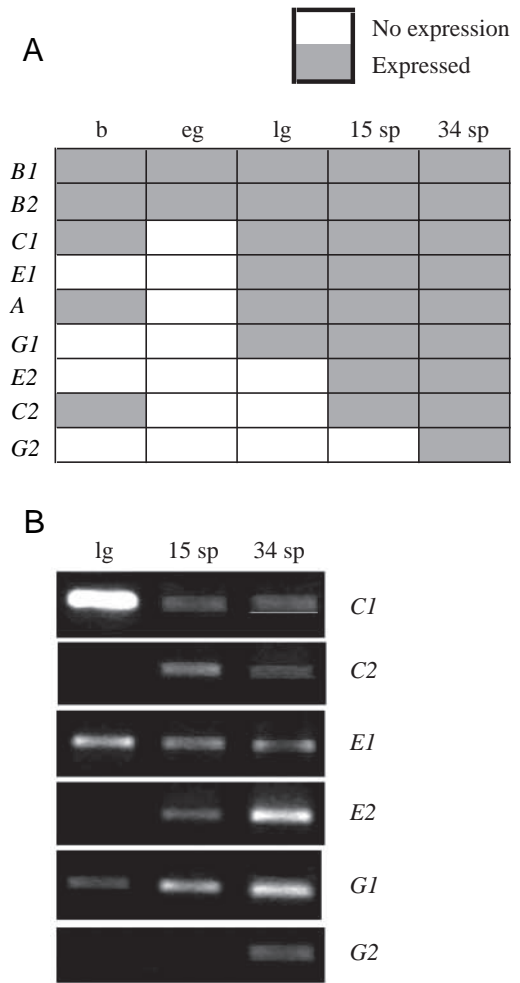 A
No expression
Expressed
b eg lg 15 sp 34 sp
B1
B2
C1
E1
A
G1
E2
C2
G2
B
lg 15 sp 34 sp
C1
C2
E1
E2
G1
G2